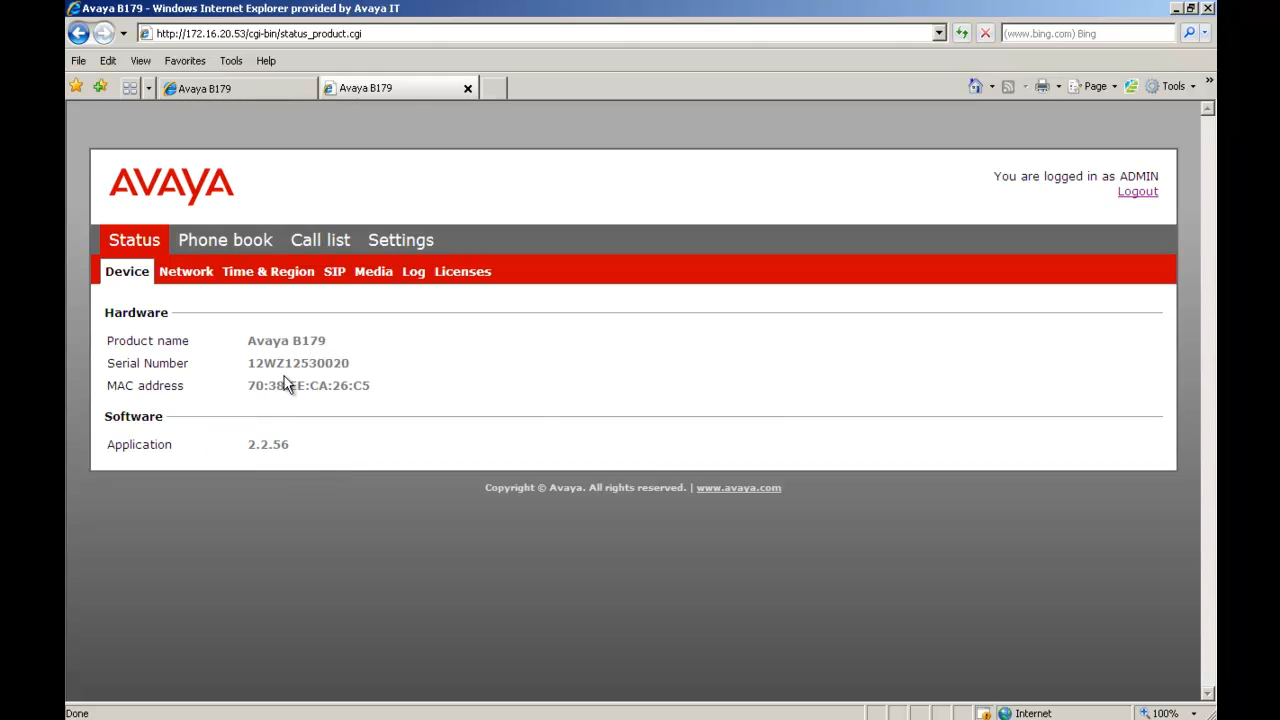 Avaya B179 - Windows Internet Explorer provided by Avaya IT
http://172.16.20.53/cgi-bin/status_product.cgi
(www.bing.com) Bing
File Edit View Favorites Tools Help
Avaya B179
Avaya B179
Page
Tools
AVAYA
You are logged in as ADMIN
Logout
Status Phone book Call list Settings
Device Network Time & Region SIP Media Log Licenses
Hardware
Product name Avaya B179
Serial Number 12WZ12530020
MAC address 70:38:EE:CA:26:C5
Software
Application 2.2.56
Copyright © Avaya. All rights reserved. | www.avaya.com
Done
Internet
100%